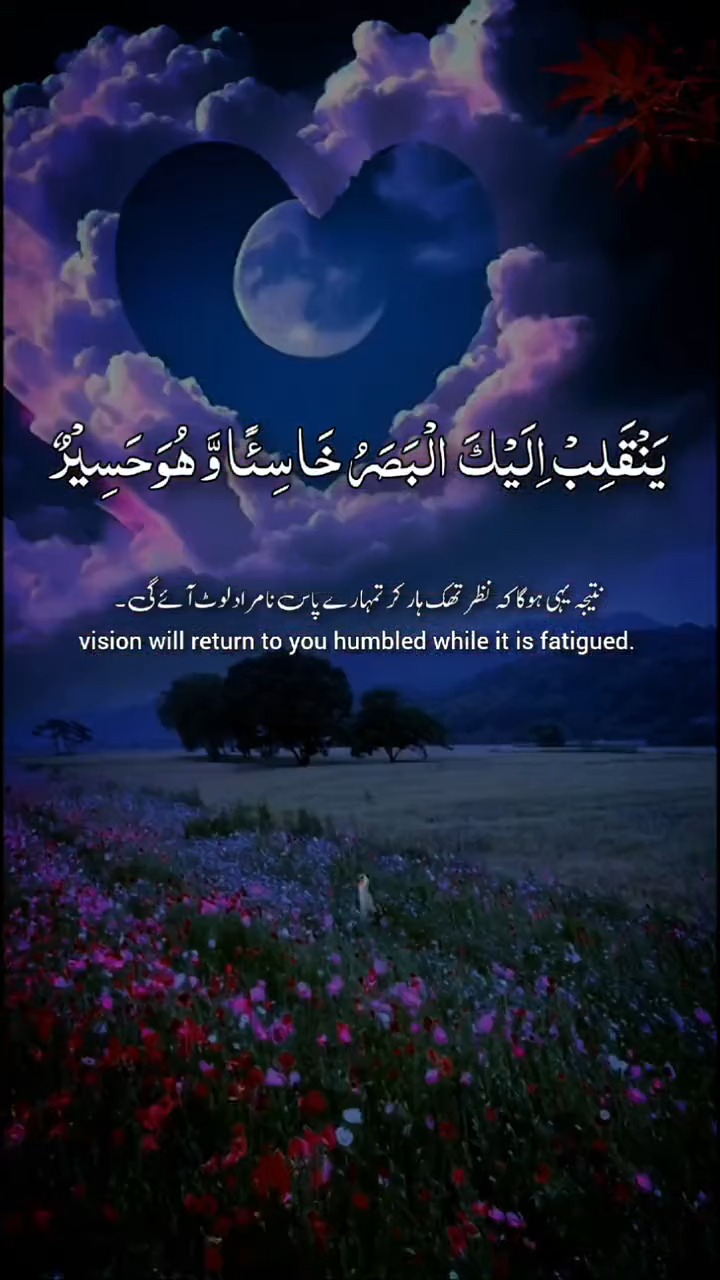 يَنْقَلِبْ اِلَيْكَ الْبَصَرُ خَاسِئًا وَّ هُوَ حَسِيْرٌ
نتیجہ یہی ہوگا کہ نظر تھک ہار کر تمہارے پاس نامراد لوٹ آئے گی۔
vision will return to you humbled while it is fatigued.